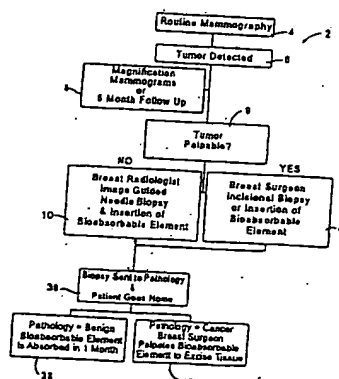 Routine Mammography
4
2
Tumor Detected
6
Magnification
Mammograms
or
6 Month Follow Up
9
Tumor
Palpable?
NO
YES
Breast Radiologist
Image Guided
Needle Biopsy
& Insertion of
Bioabsorbable Element
10
Breast Surgeon
Incisional Biopsy
or Insertion of
Bioabsorbable
Element
Biopsy Sent to Pathology
&
Patient Goes Home
36
Pathology = Benign
Bioabsorbable Element
Is Absorbed in 1 Month
Pathology = Cancer
Breast Surgeon
Palpates Bioabsorbable
Element to Excise Tissue
38